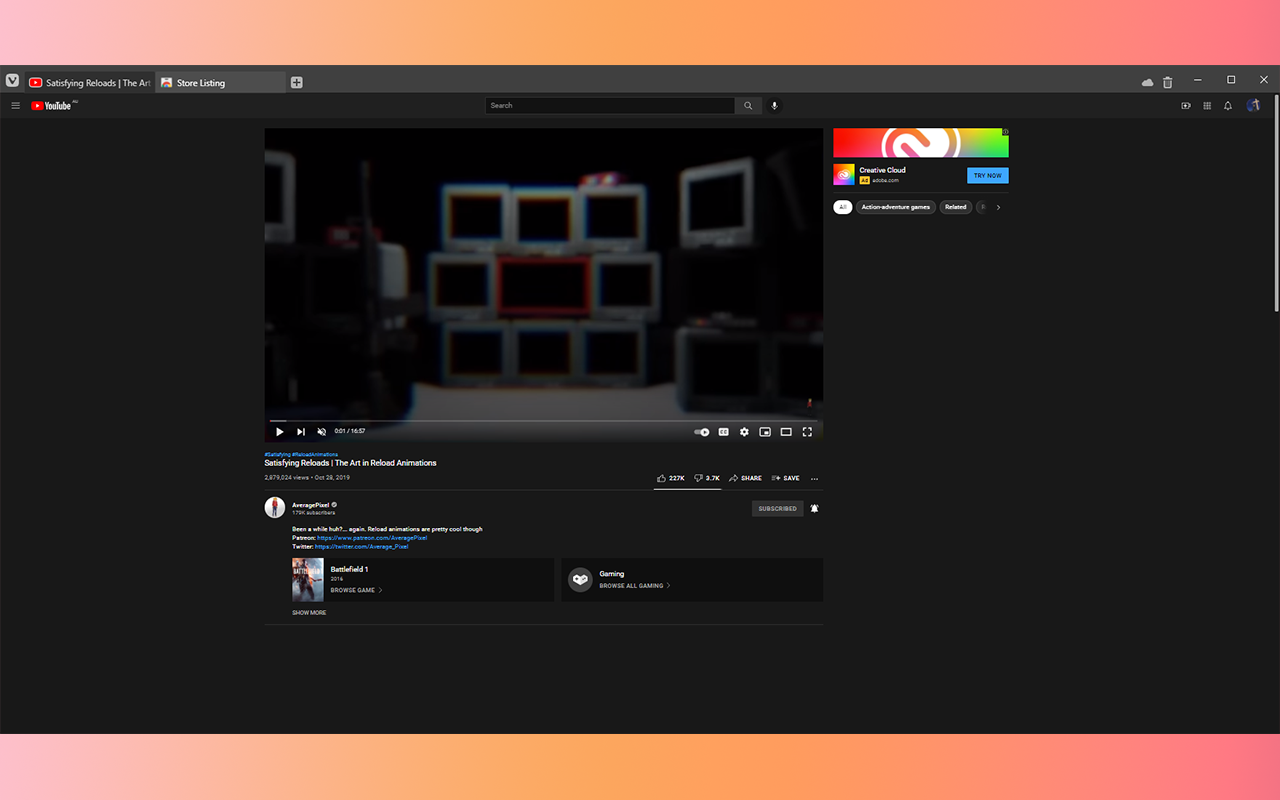 Satisfying Reloads | The Art
Store Listing
YouTube AU
Search
Creative Cloud
Ad adobe.com
TRY NOW
All
Action-adventure games
Related
0:01 / 16:57
CC
#Satisfying #ReloadAnimations
Satisfying Reloads | The Art in Reload Animations
2,879,024 views • Oct 28, 2019
227K
3.7K
SHARE
SAVE
AveragePixel
179K subscribers
SUBSCRIBED
Been a while huh?... again. Reload animations are pretty cool though
Patreon: https://www.patreon.com/AveragePixel
Twitter: https://twitter.com/Average_Pixel
Battlefield 1
2016
BROWSE GAME
Gaming
BROWSE ALL GAMING
SHOW MORE